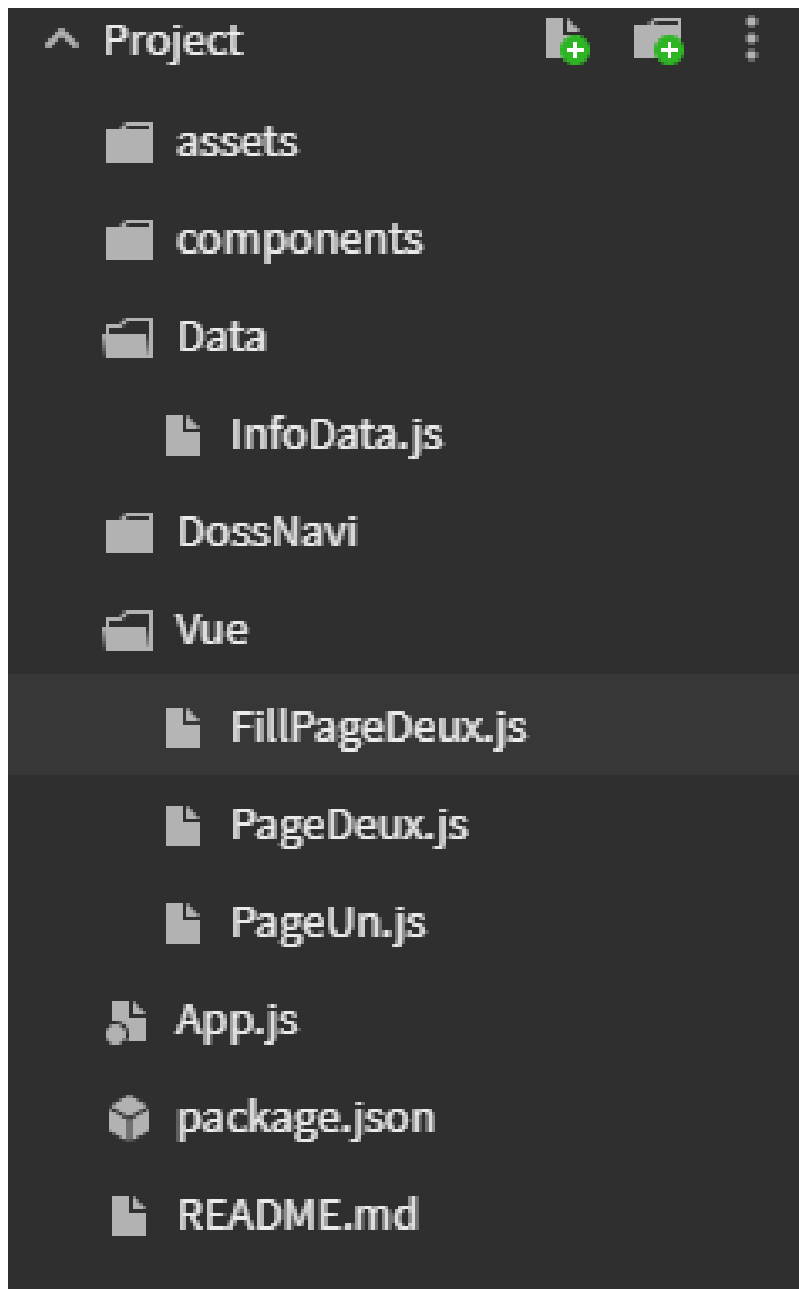 Project
assets
components
Data
InfoData.js
DossNavi
Vue
FillPageDeux.js
PageDeux.js
PageUn.js
App.js
package.json
README.md